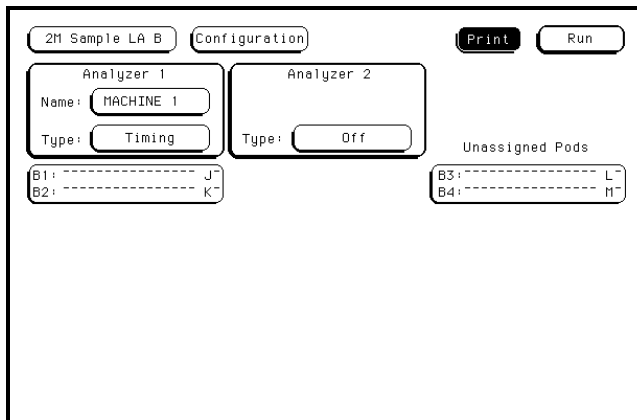 2M Sample LA B Configuration Print Run
Analyzer 1 Analyzer 2
Name: MACHINE 1
Type: Timing Type: Off
Unassigned Pods
B1: ---------------- J- B3: ---------------- L-
B2: ---------------- K- B4: ---------------- M-